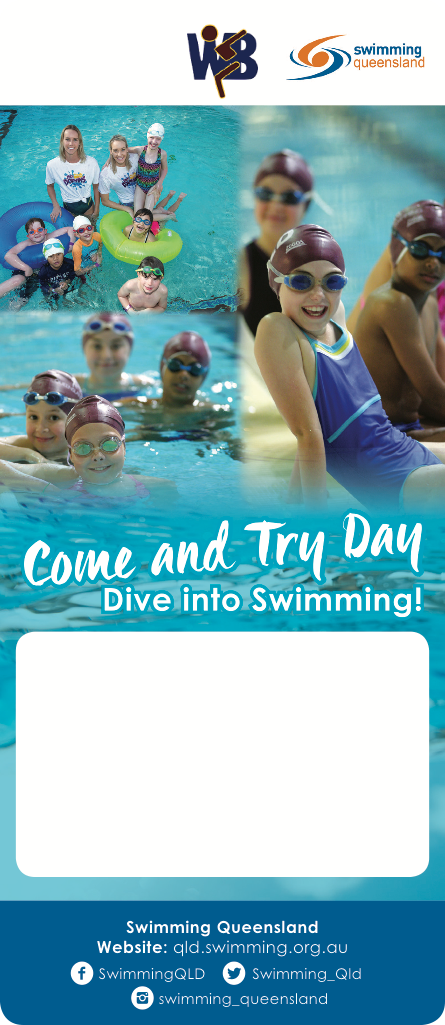 WB
swimming
queensland
Come and Try Day
Dive into Swimming!
Swimming Queensland
Website: qld.swimming.org.au
SwimmingQLD Swimming_Qld
swimming_queensland